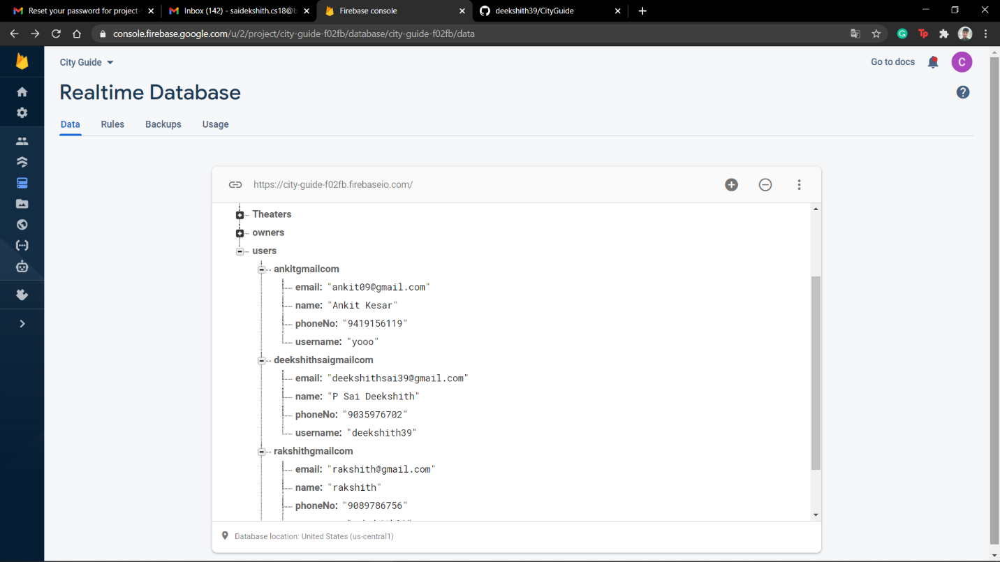 Reset your password for project-
Inbox (142) - saidekshith.cs18@b
Firebase console
deekshith39/CityGuide
console.firebase.google.com/u/2/project/city-guide-f02fb/database/city-guide-f02fb/data
City Guide
Go to docs
C
Realtime Database
Data Rules Backups Usage
https://city-guide-f02fb.firebaseio.com/
Theaters
owners
users
ankitgmailcom
email: "ankit09@gmail.com"
name: "Ankit Kesar"
phoneNo: "9419156119"
username: "yooo"
deekshithsaigmailcom
email: "deekshithsai39@gmail.com"
name: "P Sai Deekshith"
phoneNo: "9035976702"
username: "deekshith39"
rakshithgmailcom
email: "rakshith@gmail.com"
name: "rakshith"
phoneNo: "9089786756"
Database location: United States (us-central1)